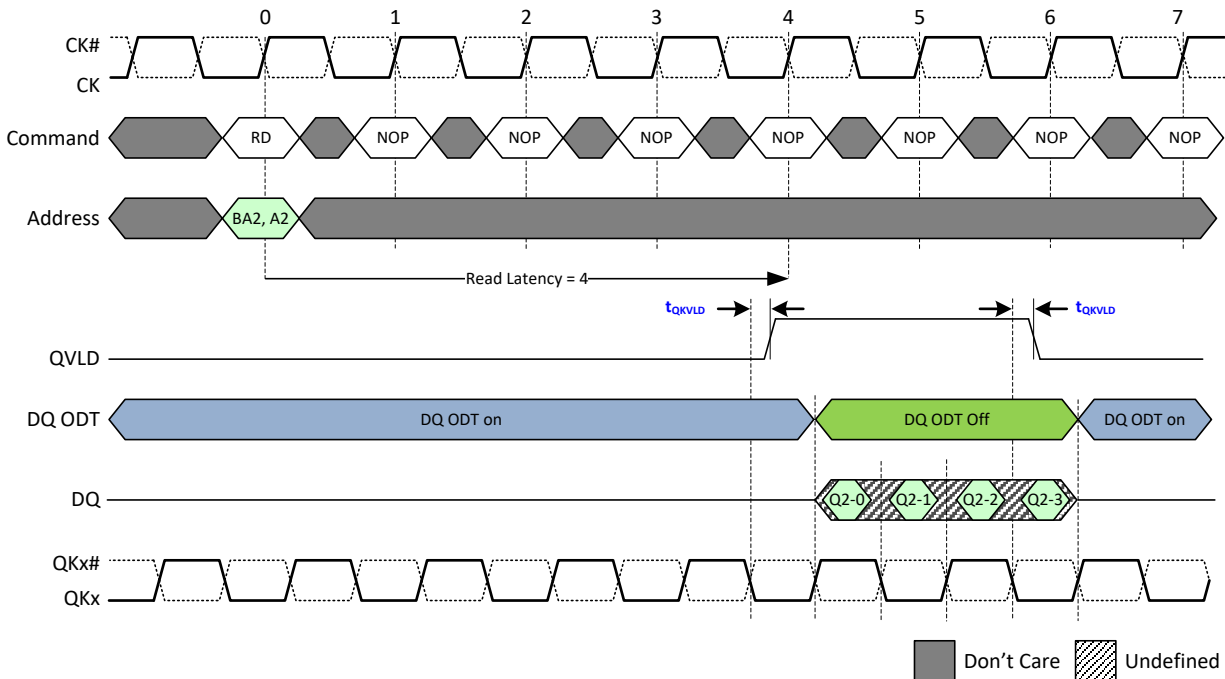 0 1 2 3 4 5 6 7
CK#
CK
Command RD NOP NOP NOP NOP NOP NOP NOP
Address BA2, A2
Read Latency = 4
tQKVLD tQKVLD
QVLD
DQ ODT DQ ODT on DQ ODT Off DQ ODT on
DQ Q2-0 Q2-1 Q2-2 Q2-3
QKx#
QKx
Don't Care Undefined